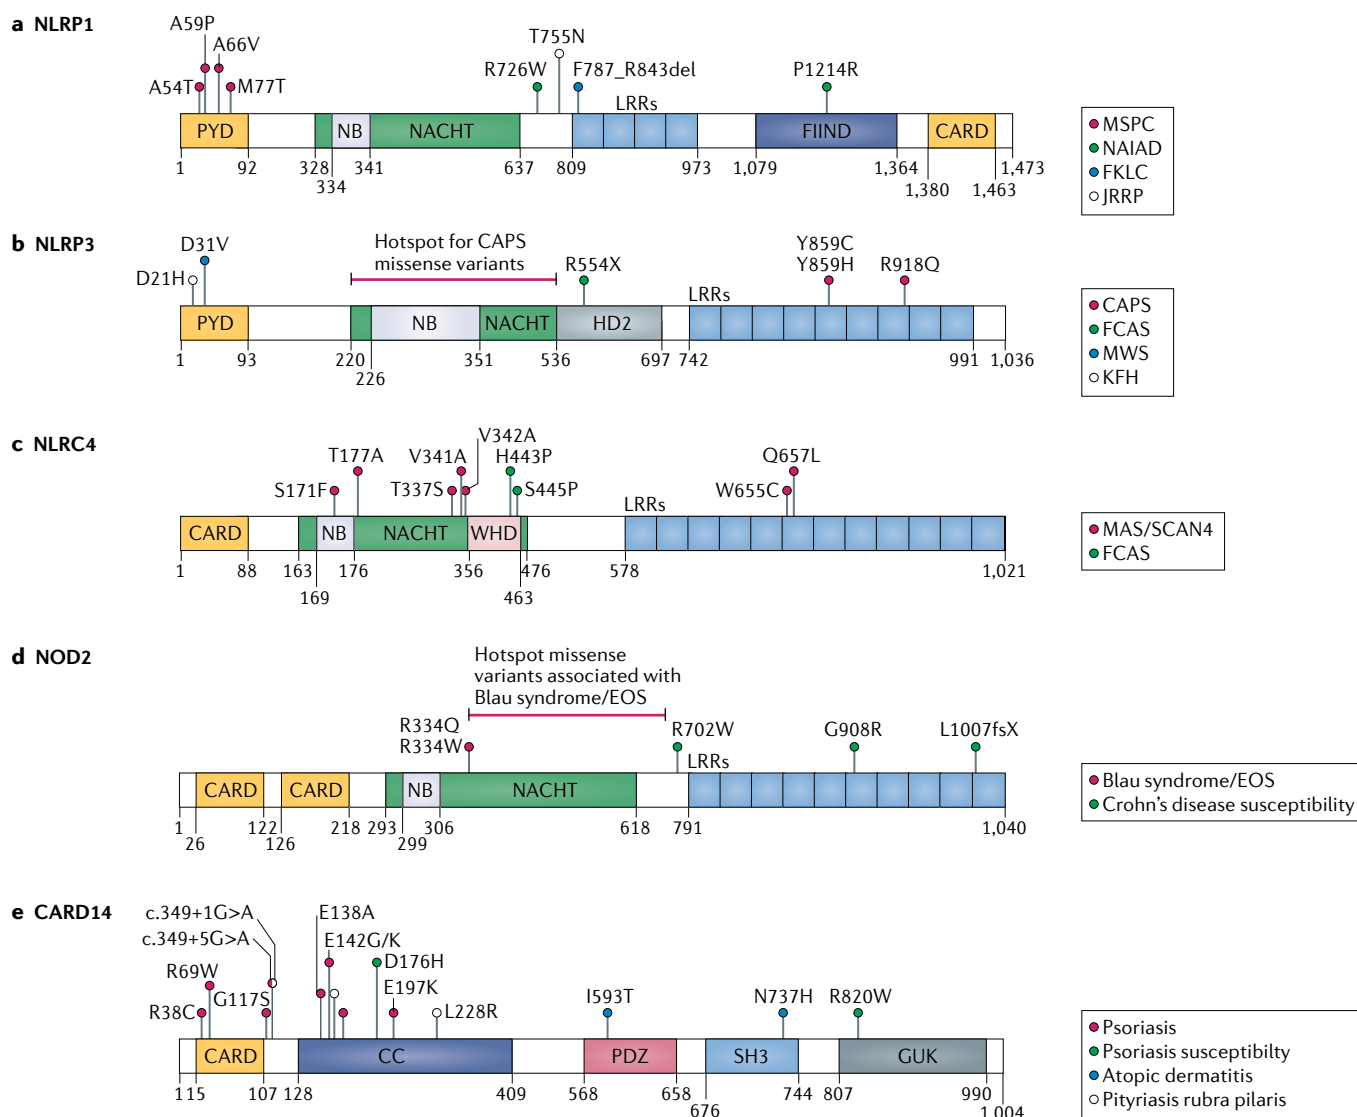 a NLRP1
A59P
A66V
A54T
M77T
T755N
R726W
F787_R843del
P1214R
LRRs
PYD
NB
NACHT
FIIND
CARD
1
92
328
334
341
637
809
973
1,079
1,364
1,380
1,463
1,473
MSPC
NAIAD
FKLC
JRRP
b NLRP3
D31V
D21H
Hotspot for CAPS
missense variants
R554X
Y859C
Y859H
R918Q
LRRs
PYD
NB
NACHT
HD2
1
93
220
226
351
536
697
742
991
1,036
CAPS
FCAS
MWS
KFH
c NLRC4
V342A
T177A
V341A
H443P
Q657L
S171F
T337S
S445P
W655C
LRRs
CARD
NB
NACHT
WHD
1
88
163
169
176
356
463
476
578
1,021
MAS/SCAN4
FCAS
d NOD2
Hotspot missense
variants associated with
Blau syndrome/EOS
R334Q
R334W
R702W
G908R
L1007fsX
LRRs
CARD
CARD
NB
NACHT
1
26
122
126
218
293
299
306
618
791
1,040
Blau syndrome/EOS
Crohn's disease susceptibility
e CARD14
c.349+1G>A
c.349+5G>A
E138A
E142G/K
D176H
R69W
G117S
E197K
R38C
L228R
I593T
N737H
R820W
CARD
CC
PDZ
SH3
GUK
115
107
128
409
568
658
676
744
807
990
1,004
Psoriasis
Psoriasis susceptibilty
Atopic dermatitis
Pityriasis rubra pilaris